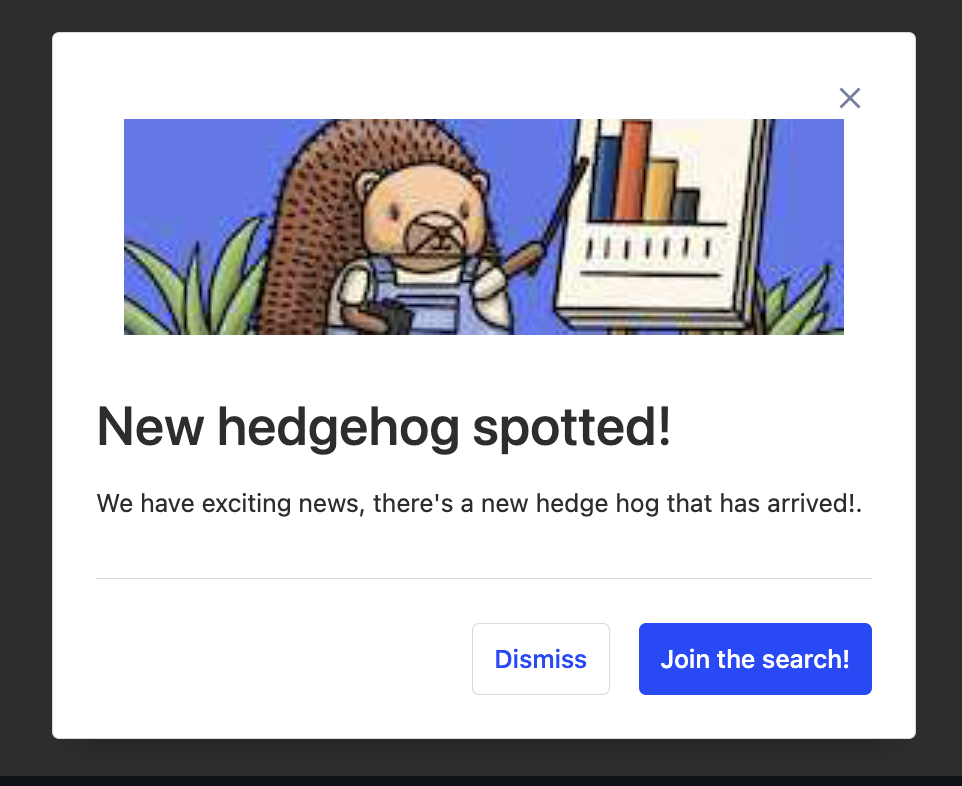 New hedgehog spotted!
We have exciting news, there's a new hedge hog that has arrived!.
Dismiss
Join the search!